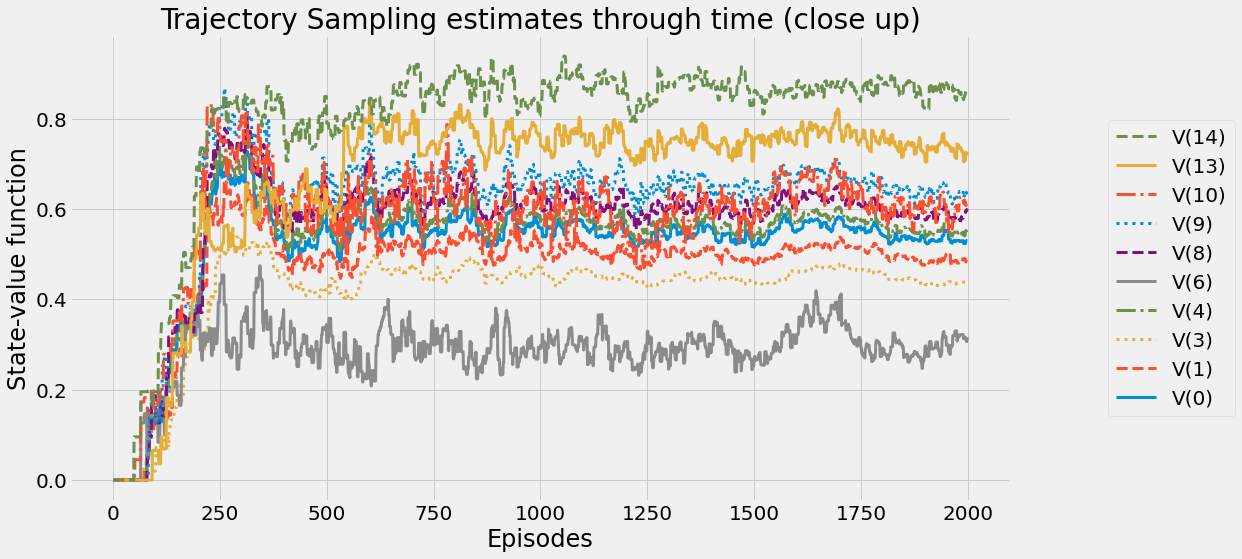 Trajectory Sampling estimates through time (close up)
State-value function
0.8
0.6
0.4
0.2
0.0
0 250 500 750 1000 1250 1500 1750 2000
Episodes
V(14)
V(13)
V(10)
V(9)
V(8)
V(6)
V(4)
V(3)
V(1)
V(0)